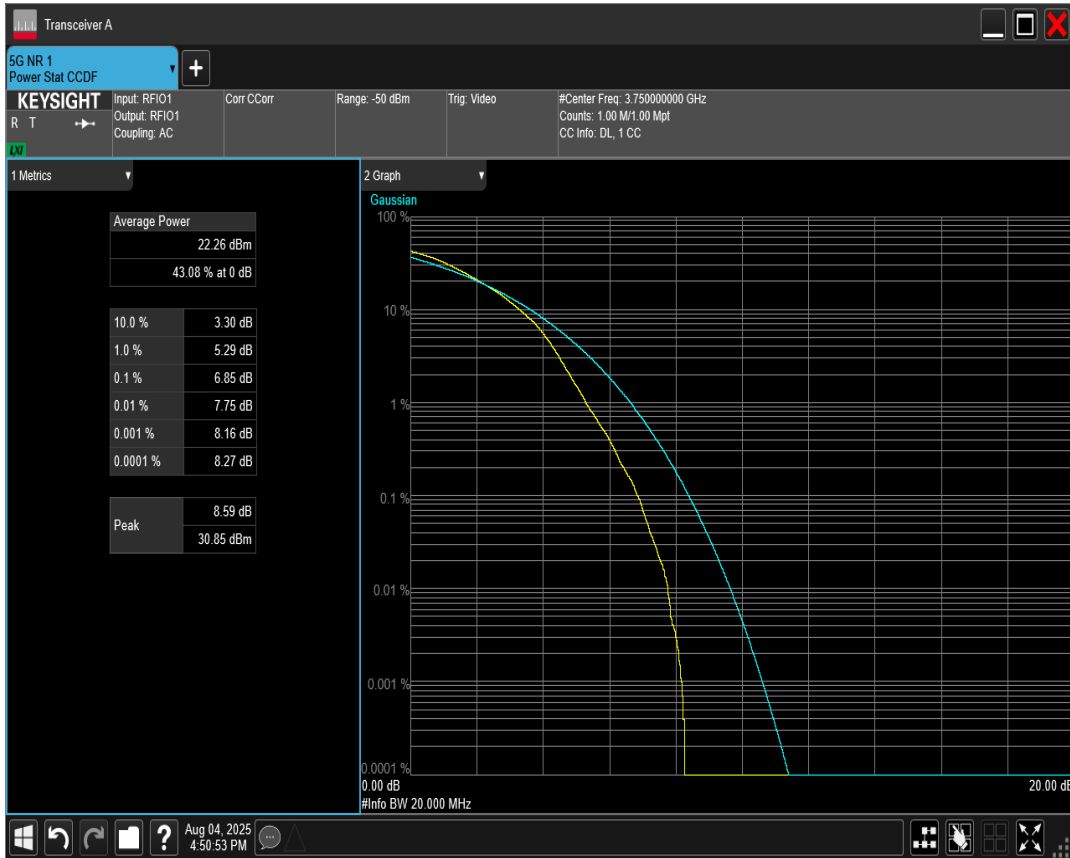 Transceiver A
5G NR 1
Power Stat CCDF
KEYSIGHT
R T
LXI
Input: RFIO1
Output: RFIO1
Coupling: AC
Corr CCorr
Range: -50 dBm
Trig: Video
#Center Freq: 3.750000000 GHz
Counts: 1.00 M/1.00 Mpt
CC Info: DL, 1 CC
1 Metrics
Average Power
22.26 dBm
43.08 % at 0 dB
10.0 % 3.30 dB
1.0 % 5.29 dB
0.1 % 6.85 dB
0.01 % 7.75 dB
0.001 % 8.16 dB
0.0001 % 8.27 dB
Peak
8.59 dB
30.85 dBm
2 Graph
Gaussian
100 %
10 %
1 %
0.1 %
0.01 %
0.001 %
0.0001 %
0.00 dB
20.00 dB
#Info BW 20.000 MHz
?
Aug 04, 2025
4:50:53 PM